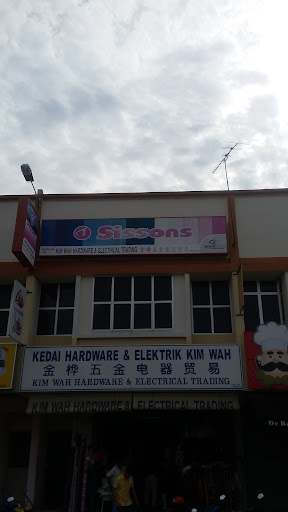 Sissons
KIM WAH HARDWARE & ELECTRICAL TRADING
KEDAI HARDWARE & ELEKTRIK KIM WAH
金桦五金电器贸易
KIM WAH HARDWARE & ELECTRICAL TRADING
KIM WAH HARDWARE & ELECTRICAL TRADING